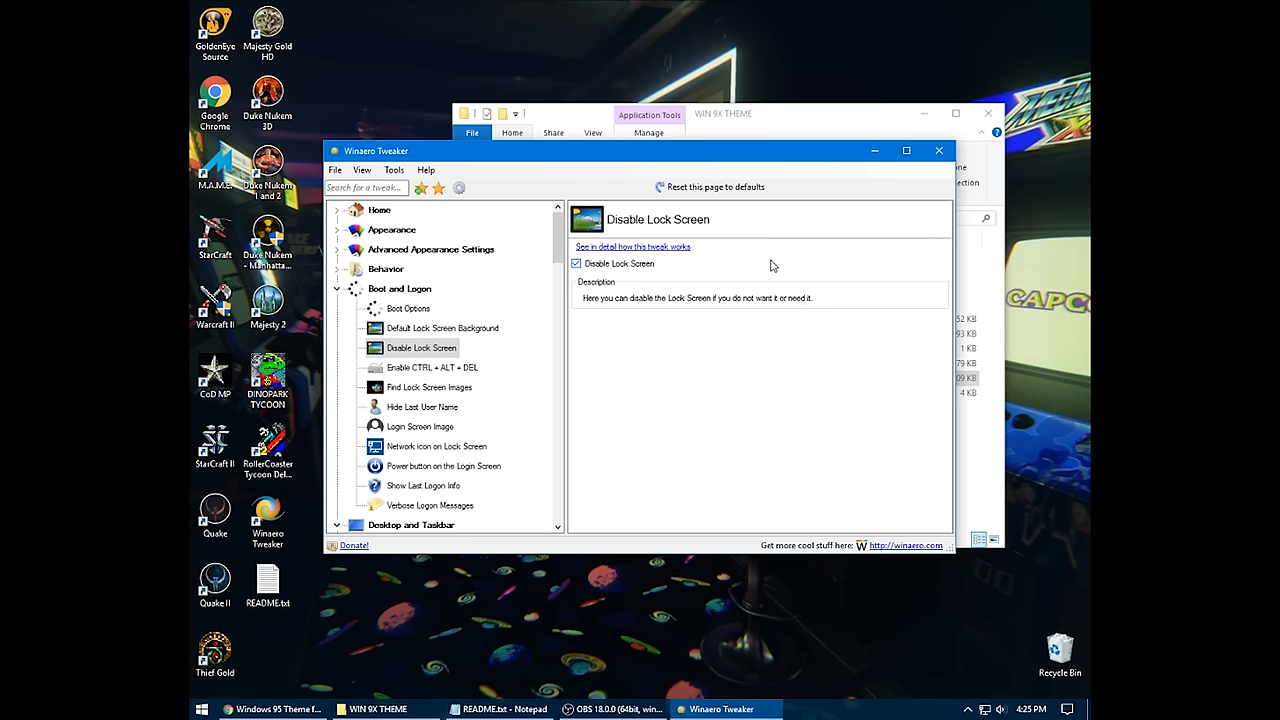 GoldenEye
Source
Majesty Gold
HD
Google
Chrome
Duke Nukem
3D
M.A.M.E.
Duke Nukem
1 and 2
StarCraft
Duke Nukem
- Manhatta...
Warcraft II
Majesty 2
CoD MP
DINOPARK
TYCOON
StarCraft II
RollerCoaster
Tycoon Del...
Quake
Winaero
Tweaker
Quake II
README.txt
Thief Gold
Recycle Bin
Application Tools
WIN 9X THEME
File
Home
Share
View
Manage
52 KB
93 KB
1 KB
79 KB
09 KB
4 KB
Winaero Tweaker
File
View
Tools
Help
Search for a tweak...
Reset this page to defaults
Home
Appearance
Advanced Appearance Settings
Behavior
Boot and Logon
Boot Options
Default Lock Screen Background
Disable Lock Screen
Enable CTRL + ALT + DEL
Find Lock Screen Images
Hide Last User Name
Login Screen Image
Network icon on Lock Screen
Power button on the Login Screen
Show Last Logon Info
Verbose Logon Messages
Desktop and Taskbar
Disable Lock Screen
See in detail how this tweak works
Disable Lock Screen
Description
Here you can disable the Lock Screen if you do not want it or need it.
Donate!
Get more cool stuff here: W http://winaero.com
CAPC
Windows 95 Theme f...
WIN 9X THEME
README.txt - Notepad
OBS 18.0.0 (64bit, win...
Winaero Tweaker
4:25 PM